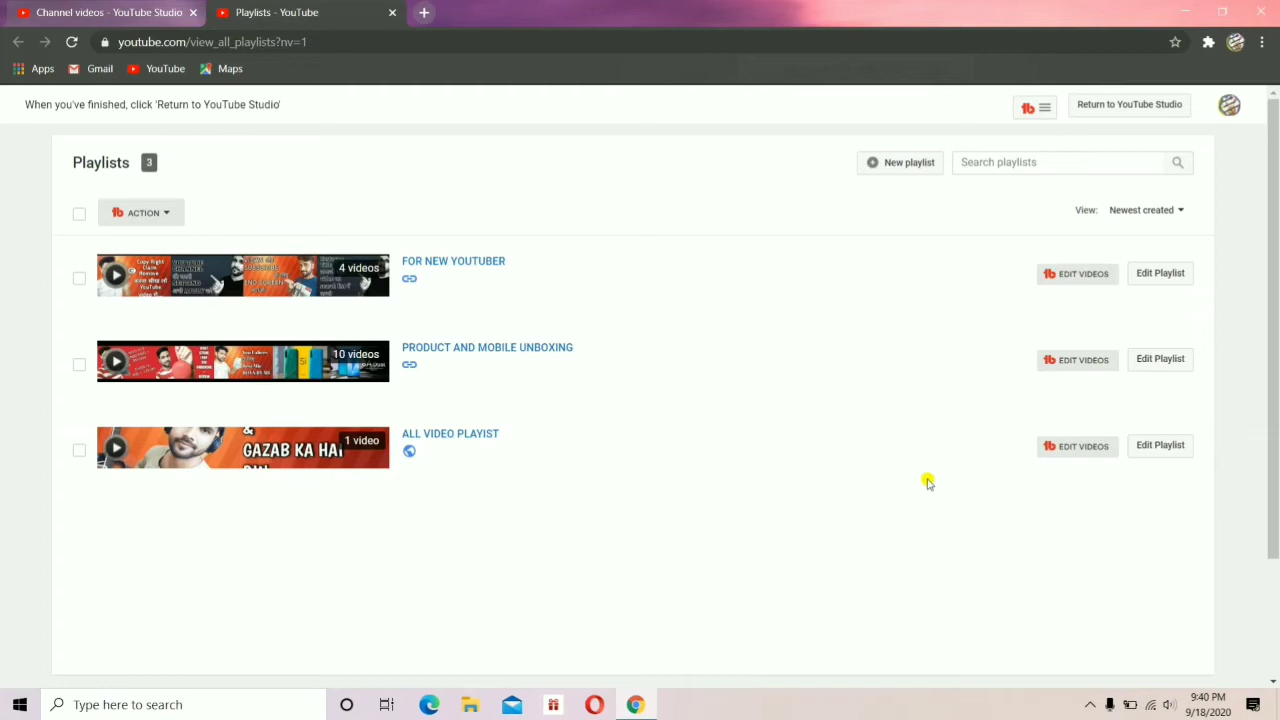 Channel content - YouTube Studio
Playlists - YouTube
youtube.com/view_all_playlists?nv=1
Apps
Gmail
YouTube
Maps
When you've finished, click 'Return to YouTube Studio'
Return to YouTube Studio
Playlists 3
New playlist
Search playlists
ACTION
View: Newest created
4 videos
FOR NEW YOUTUBER
EDIT VIDEOS
Edit Playlist
10 videos
PRODUCT AND MOBILE UNBOXING
EDIT VIDEOS
Edit Playlist
&
GAZAB KA HAI
DIN
1 video
ALL VIDEO PLAYIST
EDIT VIDEOS
Edit Playlist
Type here to search
9:40 PM
9/18/2020